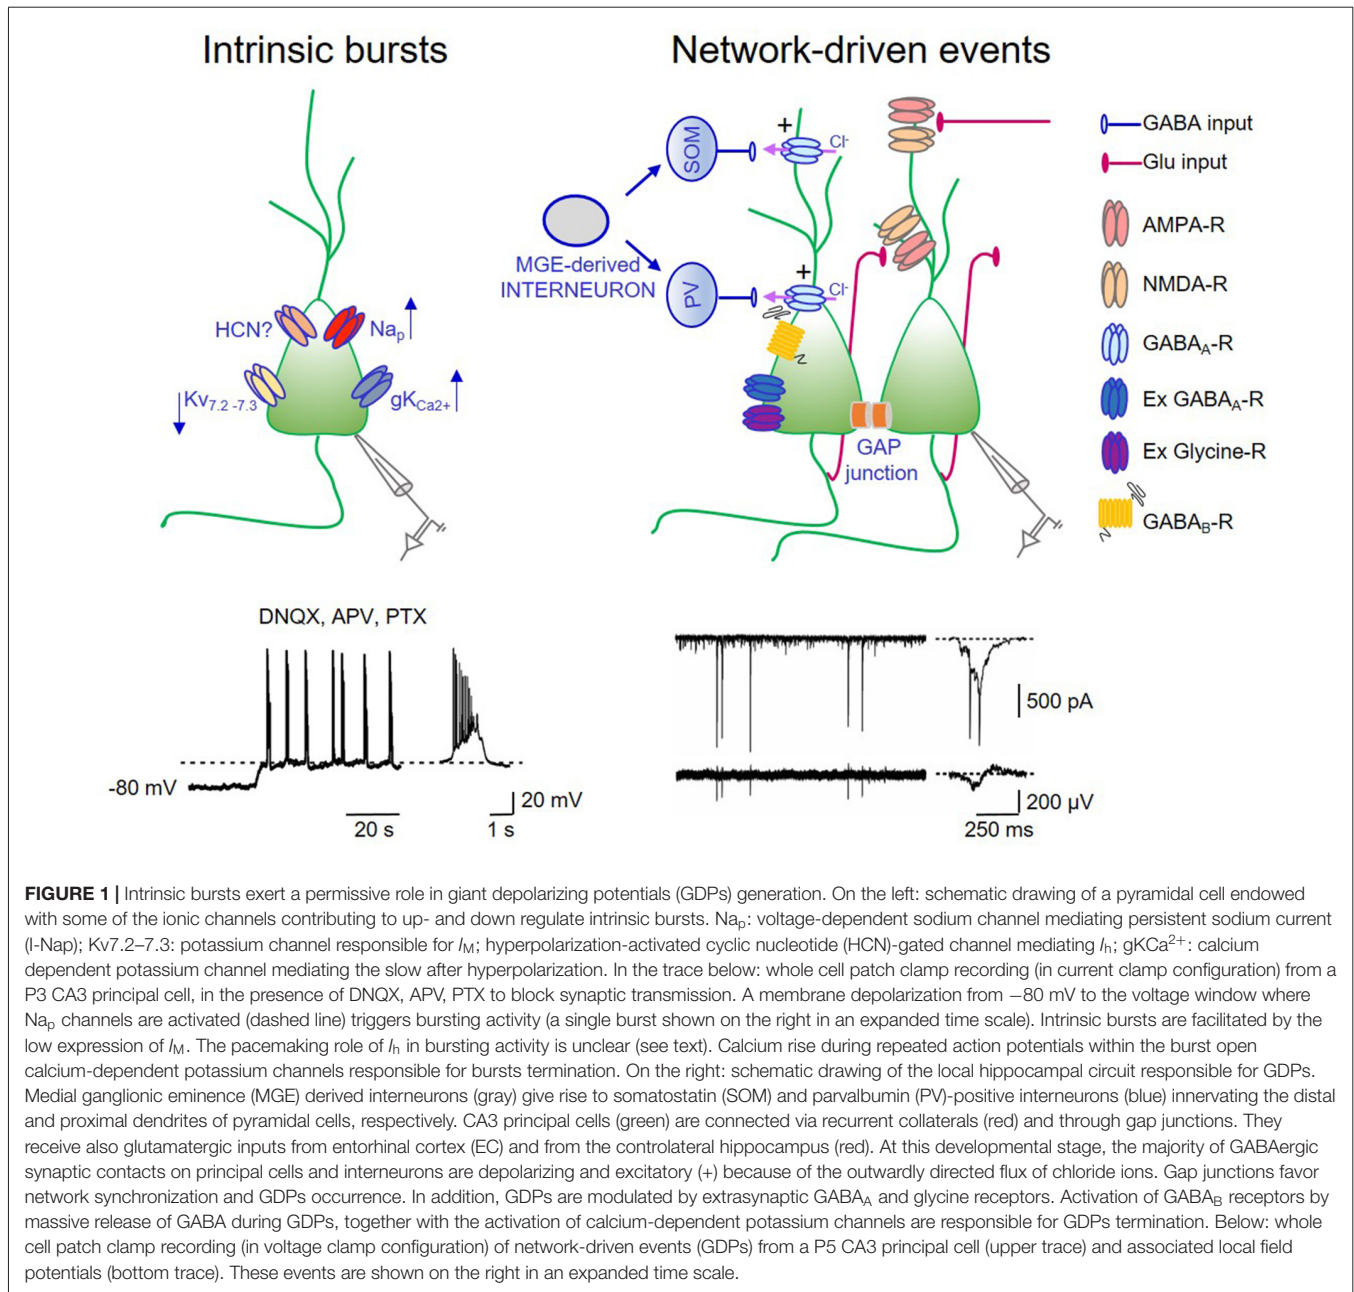 Intrinsic bursts
Network-driven events
HCN?
Nap
Kv7.2 -7.3
gKCa2+
SOM
PV
MGE-derived
INTERNEURON
+
Cl-
+
Cl-
GAP
junction
GABA input
Glu input
AMPA-R
NMDA-R
GABAA-R
Ex GABAA-R
Ex Glycine-R
GABAB-R
DNQX, APV, PTX
-80 mV
20 s
20 mV
1 s
500 pA
200 µV
250 ms
FIGURE 1 | Intrinsic bursts exert a permissive role in giant depolarizing potentials (GDPs) generation. On the left: schematic drawing of a pyramidal cell endowed
with some of the ionic channels contributing to up- and down regulate intrinsic bursts. Nap: voltage-dependent sodium channel mediating persistent sodium current
(I-Nap); Kv7.2–7.3: potassium channel responsible for IM; hyperpolarization-activated cyclic nucleotide (HCN)-gated channel mediating Ih; gKCa2+: calcium
dependent potassium channel mediating the slow after hyperpolarization. In the trace below: whole cell patch clamp recording (in current clamp configuration) from a
P3 CA3 principal cell, in the presence of DNQX, APV, PTX to block synaptic transmission. A membrane depolarization from −80 mV to the voltage window where
Nap channels are activated (dashed line) triggers bursting activity (a single burst shown on the right in an expanded time scale). Intrinsic bursts are facilitated by the
low expression of IM. The pacemaking role of Ih in bursting activity is unclear (see text). Calcium rise during repeated action potentials within the burst open
calcium-dependent potassium channels responsible for bursts termination. On the right: schematic drawing of the local hippocampal circuit responsible for GDPs.
Medial ganglionic eminence (MGE) derived interneurons (gray) give rise to somatostatin (SOM) and parvalbumin (PV)-positive interneurons (blue) innervating the distal
and proximal dendrites of pyramidal cells, respectively. CA3 principal cells (green) are connected via recurrent collaterals (red) and through gap junctions. They
receive also glutamatergic inputs from entorhinal cortex (EC) and from the controlateral hippocampus (red). At this developmental stage, the majority of GABAergic
synaptic contacts on principal cells and interneurons are depolarizing and excitatory (+) because of the outwardly directed flux of chloride ions. Gap junctions favor
network synchronization and GDPs occurrence. In addition, GDPs are modulated by extrasynaptic GABAA and glycine receptors. Activation of GABAB receptors by
massive release of GABA during GDPs, together with the activation of calcium-dependent potassium channels are responsible for GDPs termination. Below: whole
cell patch clamp recording (in voltage clamp configuration) of network-driven events (GDPs) from a P5 CA3 principal cell (upper trace) and associated local field
potentials (bottom trace). These events are shown on the right in an expanded time scale.